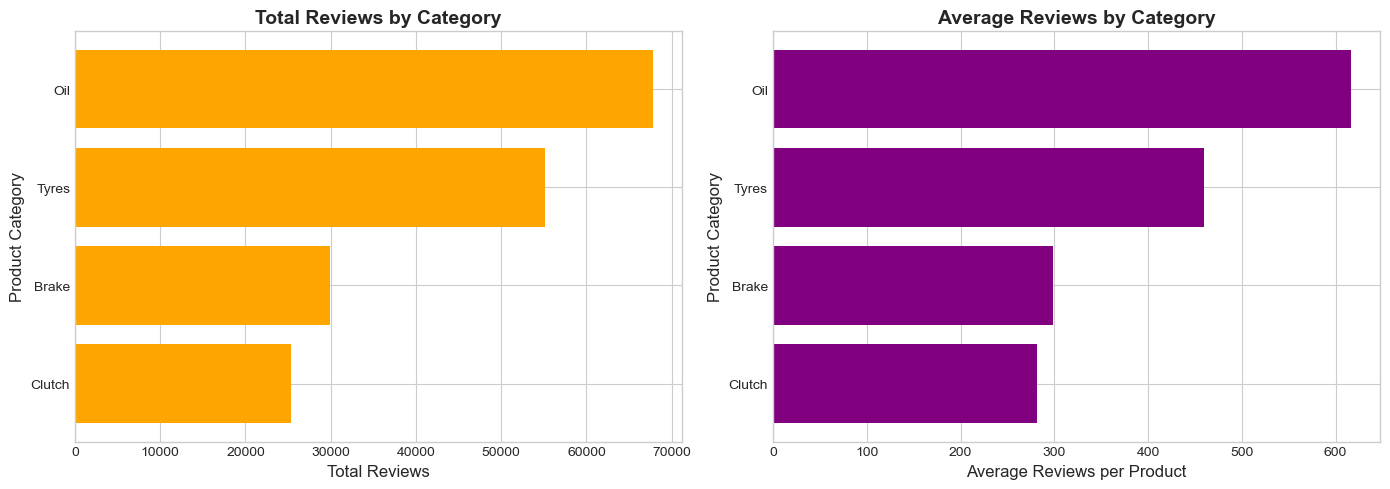 Total Reviews by Category
Product Category
Oil
Tyres
Brake
Clutch
0 10000 20000 30000 40000 50000 60000 70000
Total Reviews
Average Reviews by Category
Product Category
Oil
Tyres
Brake
Clutch
0 100 200 300 400 500 600
Average Reviews per Product